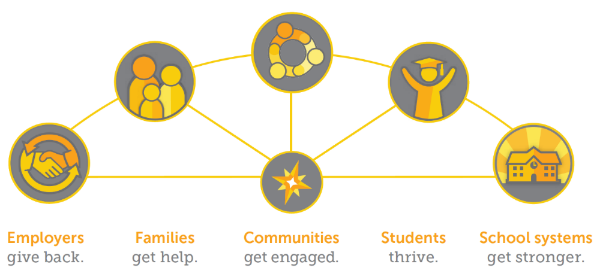 Employers Families Communities Students School systems
give back. get help. get engaged. thrive. get stronger.